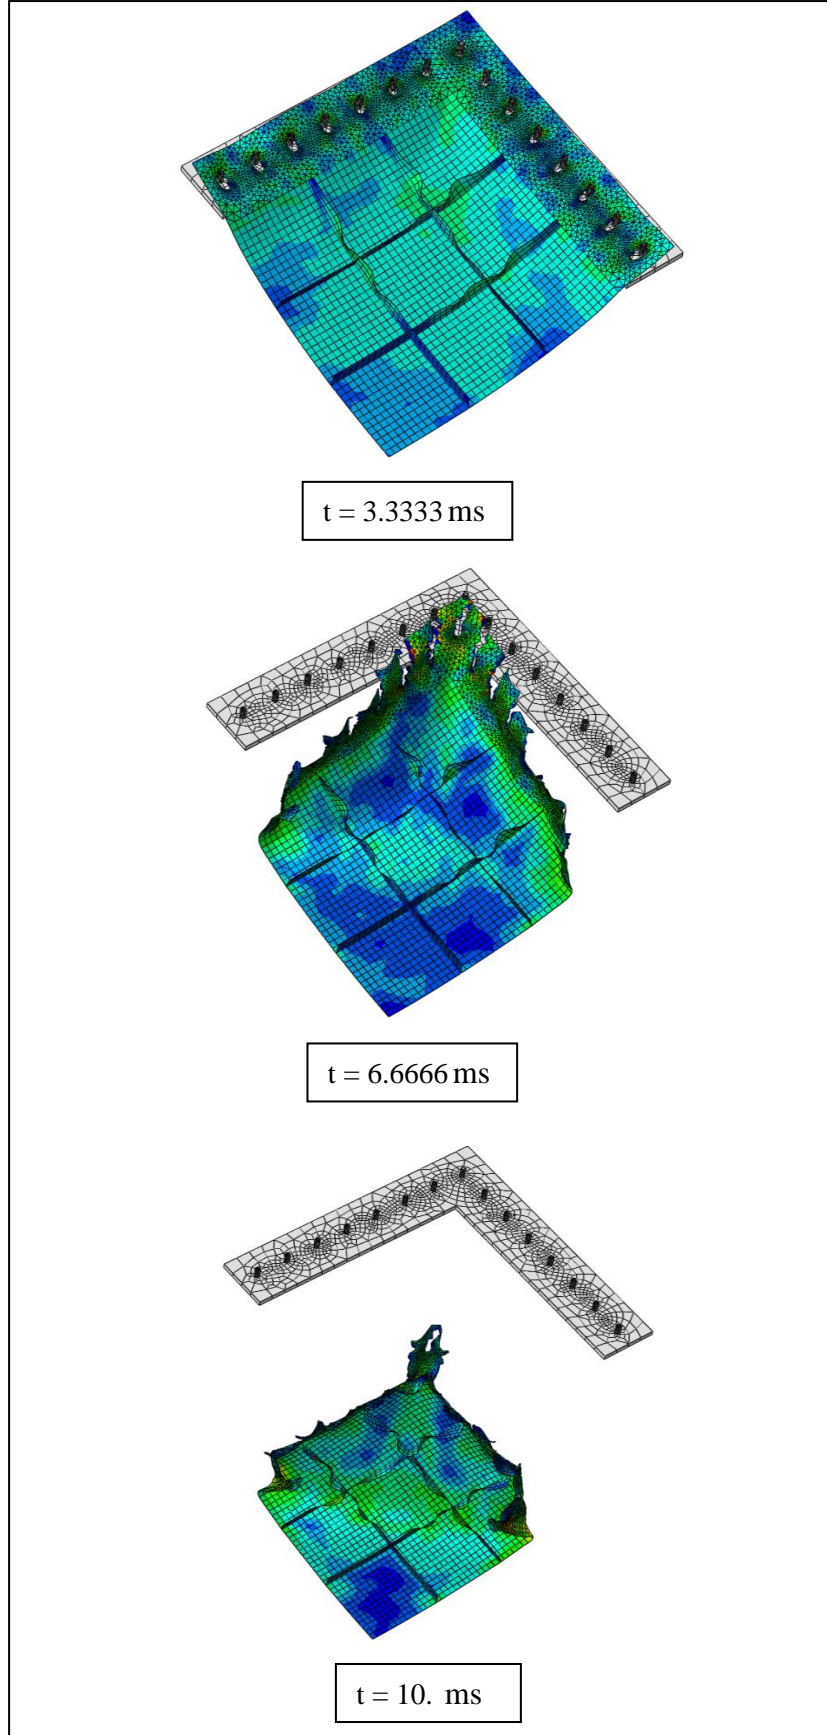 t = 3.3333 ms
t = 6.6666 ms
t = 10. ms